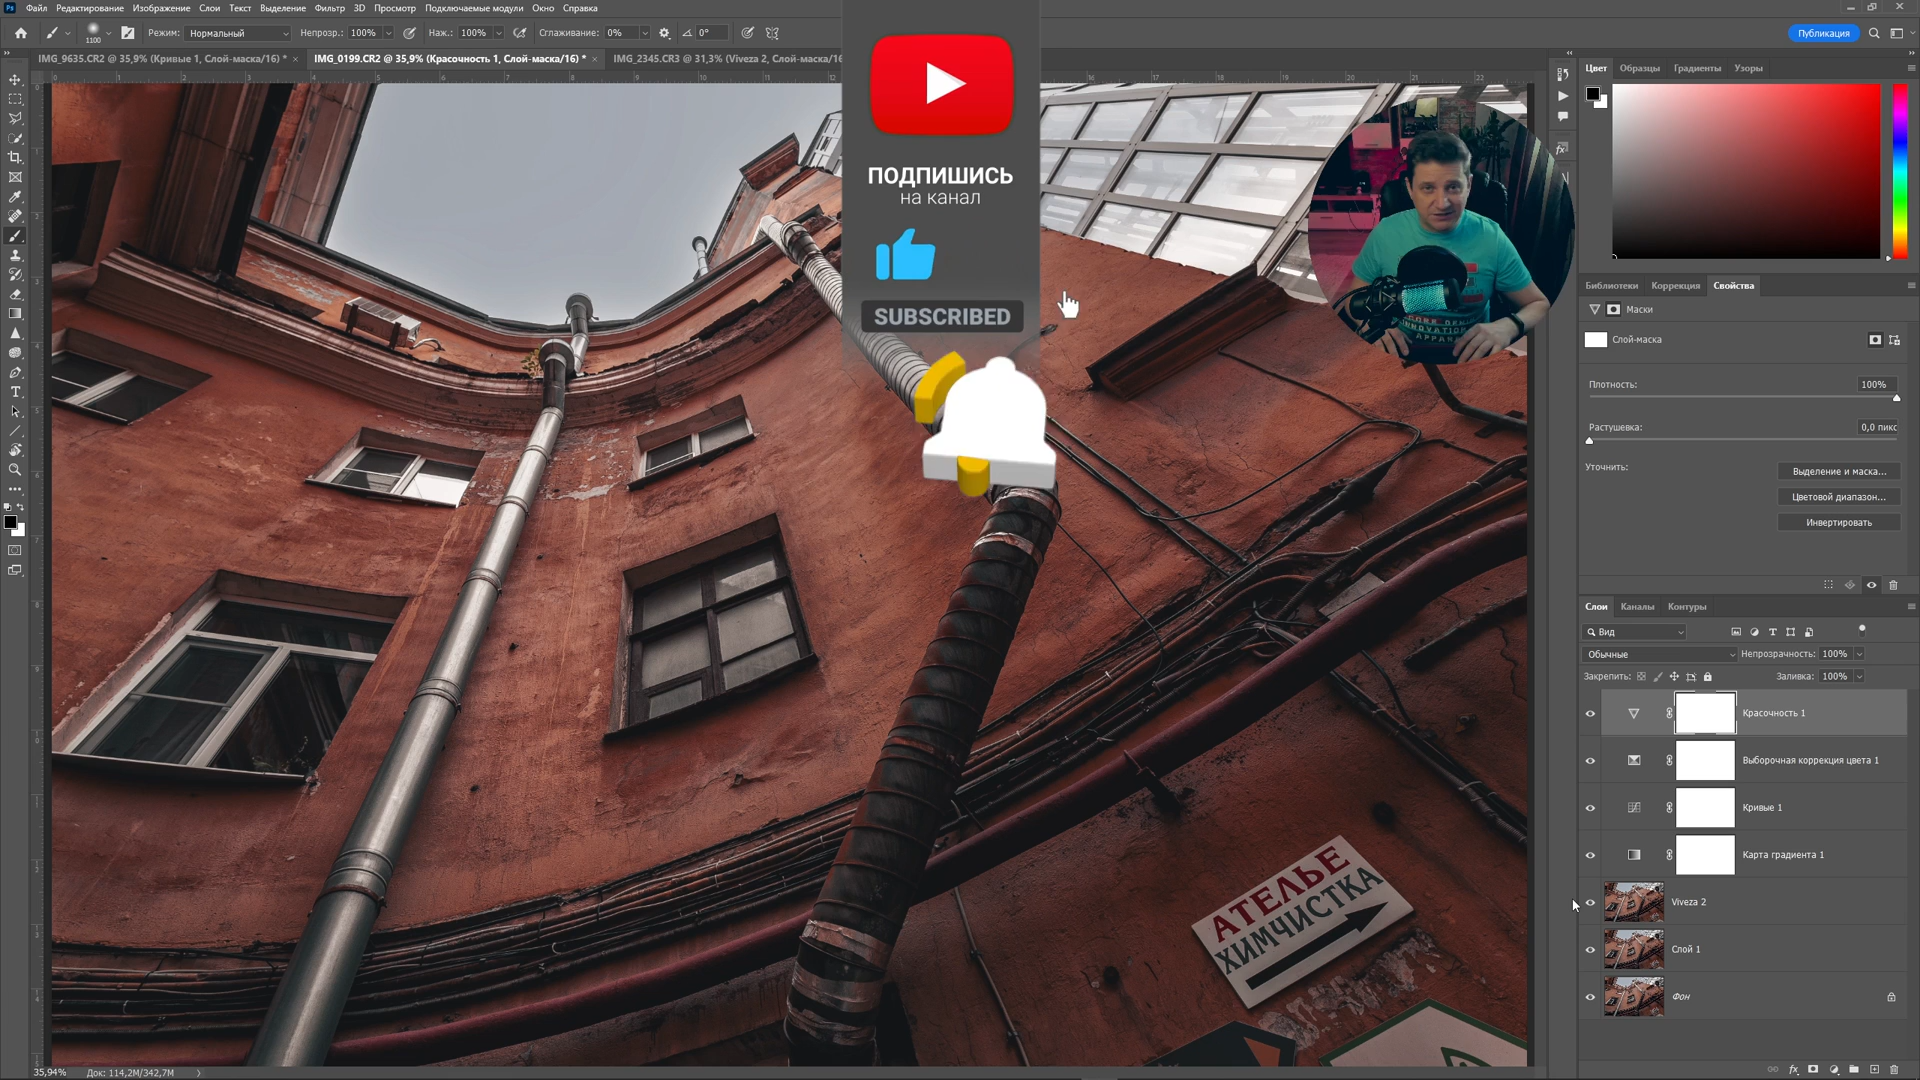 Файл Редактирование Изображение Слои Текст Выделение Фильтр 3D Просмотр Подключаемые модули Окно Справка
1100 Режим: Нормальный Непрозр.: 100% Наж.: 100% Сглаживание: 0% 0° Публикация
IMG_9635.CR2 @ 35,9% (Кривые 1, Слой-маска/16) * × IMG_0199.CR2 @ 35,9% (Красочность 1, Слой-маска/16) * × IMG_2345.CR3 @ 31,3% (Viveza 2, Слой-маска/16
Цвет Образцы Градиенты Узоры
ПОДПИШИСЬ
на канал
SUBSCRIBED
Библиотеки Коррекция Свойства
Маски
Слой-маска
Плотность: 100%
Растушевка: 0,0 пикс
Уточнить:
Выделение и маска...
Цветовой диапазон...
Инвертировать
Слои Каналы Контуры
Вид
Обычные Непрозрачность: 100%
Закрепить: Заливка: 100%
Красочность 1
Выборочная коррекция цвета 1
Кривые 1
Карта градиента 1
Viveza 2
Слой 1
Фон
АТЕЛЬЕ
ХИМЧИСТКА
35,94% Док: 114,2M/342,7M